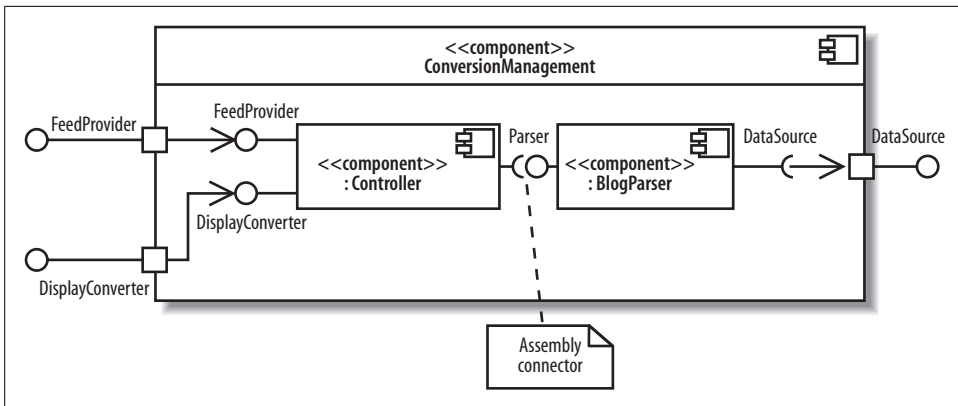 <<component>>
ConversionManagement
FeedProvider
FeedProvider
Parser
DataSource
DataSource
<<component>>
: Controller
<<component>>
: BlogParser
DisplayConverter
DisplayConverter
Assembly
connector